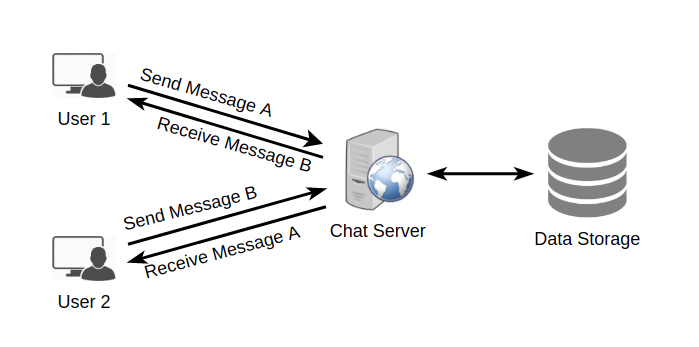 Send Message A
User 1
Receive Message B
Send Message B
Chat Server
Data Storage
Receive Message A
User 2